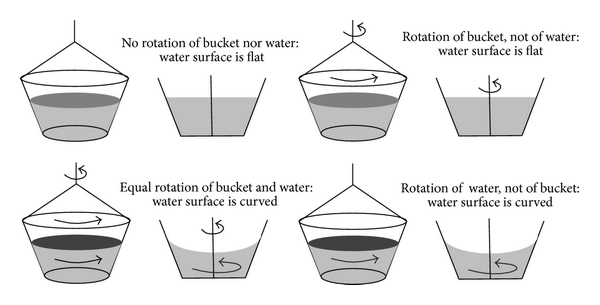 No rotation of bucket nor water:
water surface is flat
Rotation of bucket, not of water:
water surface is flat
Equal rotation of bucket and water:
water surface is curved
Rotation of water, not of bucket:
water surface is curved